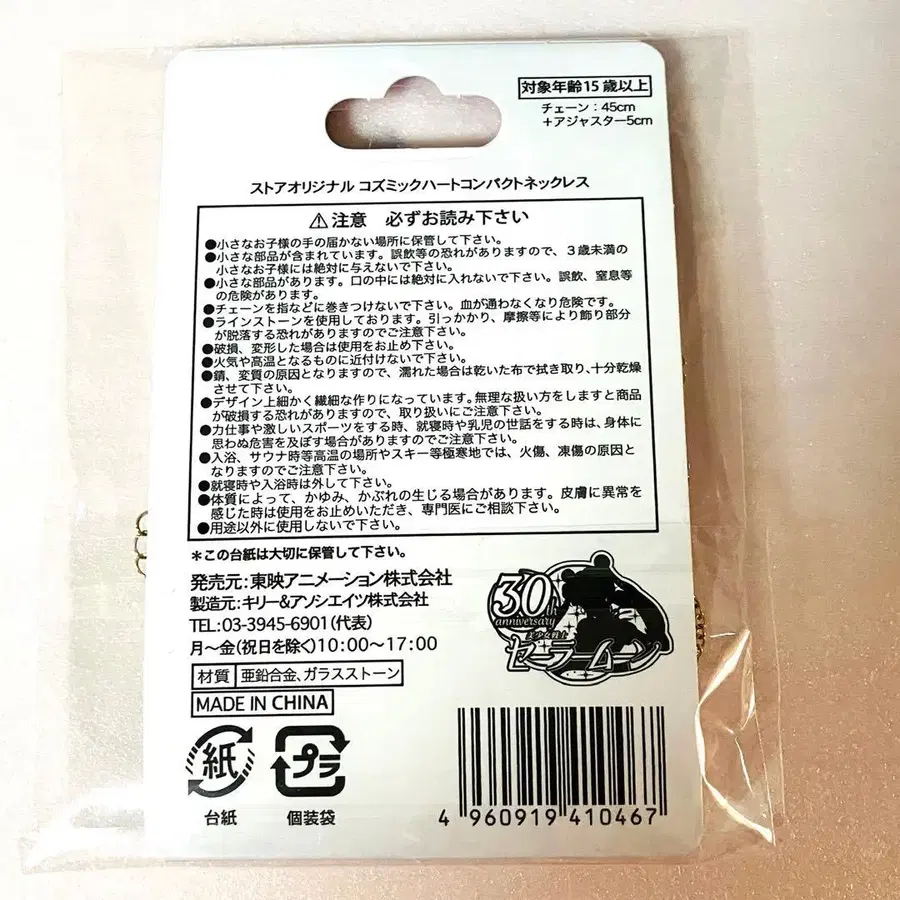 対象年齢15歳以上
チェーン：45cm
＋アジャスター5cm
ストアオリジナル コズミックハートコンパクトネックレス
⚠注意　必ずお読み下さい
●小さなお子様の手の届かない場所に保管して下さい。
●小さな部品が含まれています。誤飲等の恐れがありますので、３歳未満の
小さなお子様には絶対に与えないで下さい。
●小さな部品があります。口の中には絶対に入れないで下さい。誤飲、窒息等
の危険があります。
●チェーンを指などに巻きつけないで下さい。血が通わなくなり危険です。
●ラインストーンを使用しております。引っかかり、摩擦等により飾り部分
が脱落する恐れがありますのでご注意下さい。
●破損、変形した場合は使用をお止め下さい。
●火気や高温となるものに近付けないで下さい。
●錆、変質の原因となりますので、濡れた場合は乾いた布で拭き取り、十分乾燥
させて下さい。
●デザイン上細かく繊細な作りになっています。無理な扱い方をしますと商品
が破損する恐れがありますので、取り扱いにご注意下さい。
●力仕事や激しいスポーツをする時、就寝時や乳児の世話をする時は、身体に
思わぬ危害を及ぼす場合がありますのでご注意下さい。
●入浴、サウナ時等高温の場所やスキー等極寒地では、火傷、凍傷の原因と
なりますのでご注意下さい。
●就寝時や入浴時は外して下さい。
●体質によって、かゆみ、かぶれの生じる場合があります。皮膚に異常を
感じた時は使用をお止めいただき、専門医にご相談下さい。
●用途以外に使用しないで下さい。
＊この台紙は大切に保管して下さい。
発売元：東映アニメーション株式会社
製造元：キリー&アソシエイツ株式会社
TEL：03-3945-6901（代表）
月〜金（祝日を除く）10：00〜17：00
材質 亜鉛合金、ガラスストーン
MADE IN CHINA
30th
anniversary
美少女戦士
セーラームーン
紙
プラ
台紙
個装袋
4 960919 410467